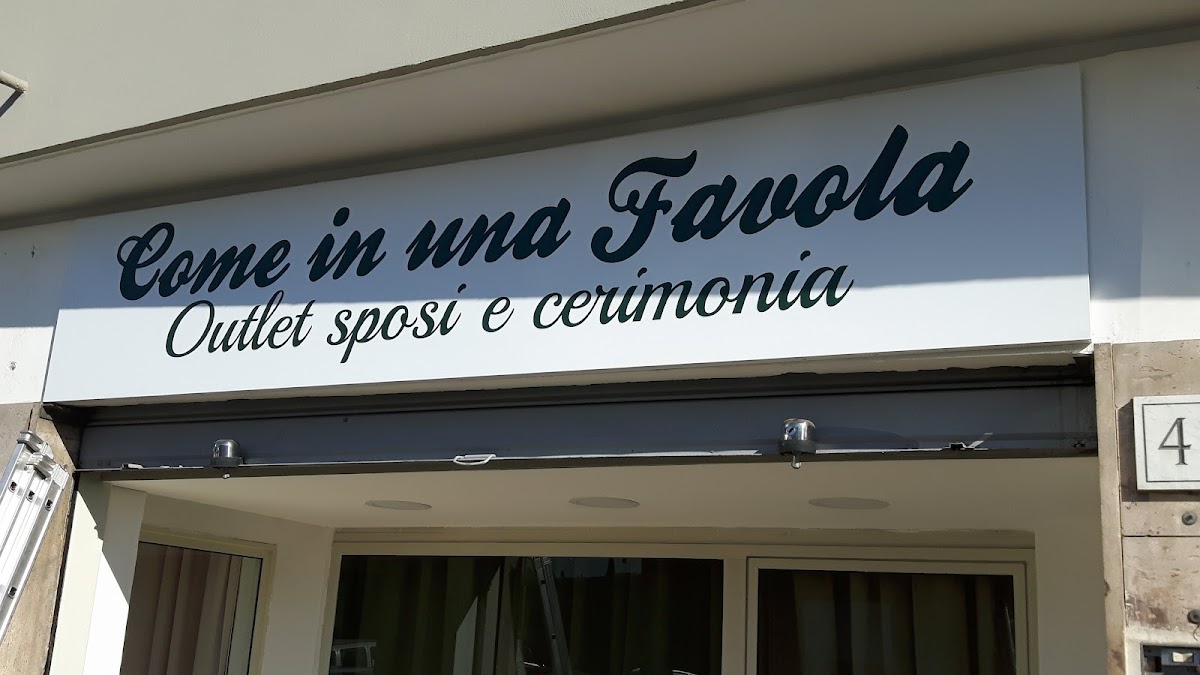 Come in una Favola
Outlet sposi e cerimonia
4